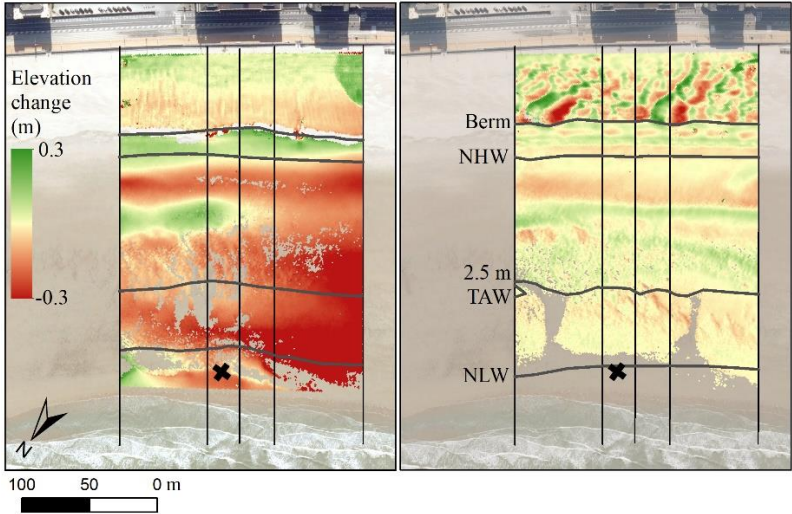 Elevation
change
(m)
0.3
-0.3
Berm
NHW
2.5 m
TAW
NLW
N
100 50 0 m